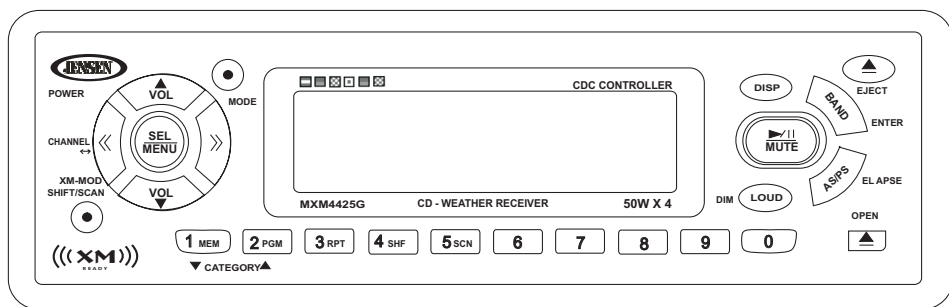 JENSEN
POWER
VOL
MODE
CDC CONTROLLER
DISP
BAND
EJECT
ENTER
CHANNEL
↔
«
SEL
MENU
»
▶/II
MUTE
XM-MOD
SHIFT/SCAN
VOL
AS/PS
ELAPSE
MXM4425G
CD - WEATHER RECEIVER
50W X 4
DIM
LOUD
OPEN
((( XM )))
READY
1 MEM
2 PGM
3 RPT
4 SHF
5 SCN
6
7
8
9
0
▼ CATEGORY ▲